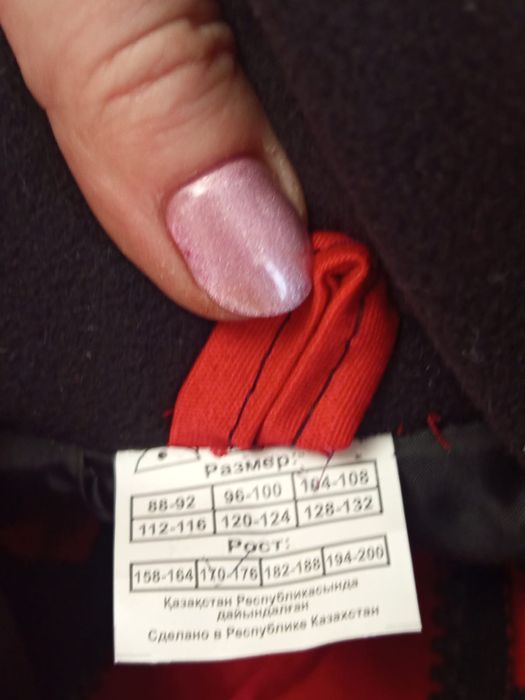 Размер:
88-92 96-100 104-108
112-116 120-124 128-132
Рост:
158-164 170-176 182-188 194-200
Қазақстан Республикасында
дайындалған
Сделано в Республике Казахстан